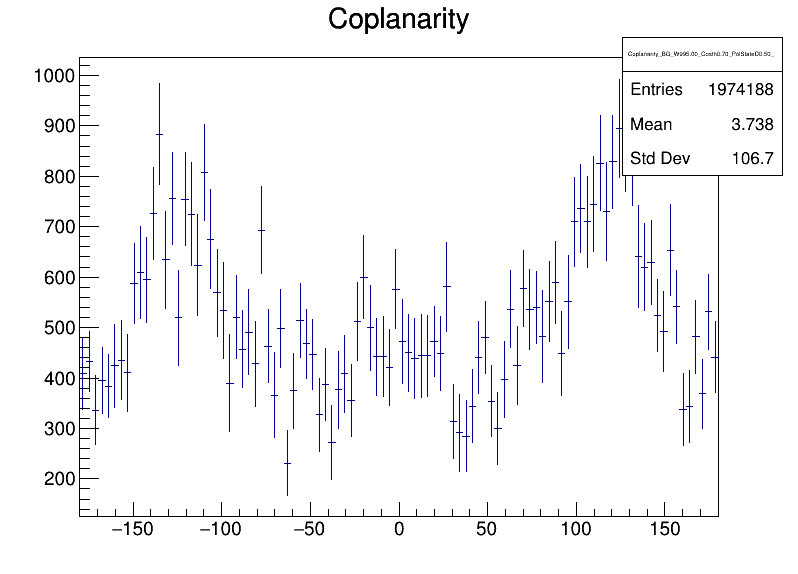 Coplanarity
Coplanarity_BG_W995.00_Costh0.70_PolStateD0.50_
Entries 1974188
Mean 3.738
Std Dev 106.7
1000
900
800
700
600
500
400
300
200
−150 −100 −50 0 50 100 150